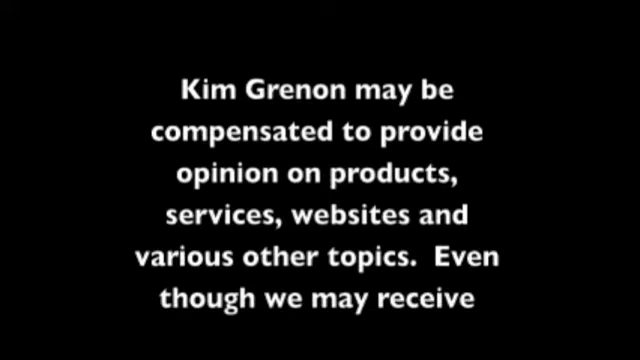 Kim Grenon may be
compensated to provide
opinion on products,
services, websites and
various other topics.  Even
though we may receive